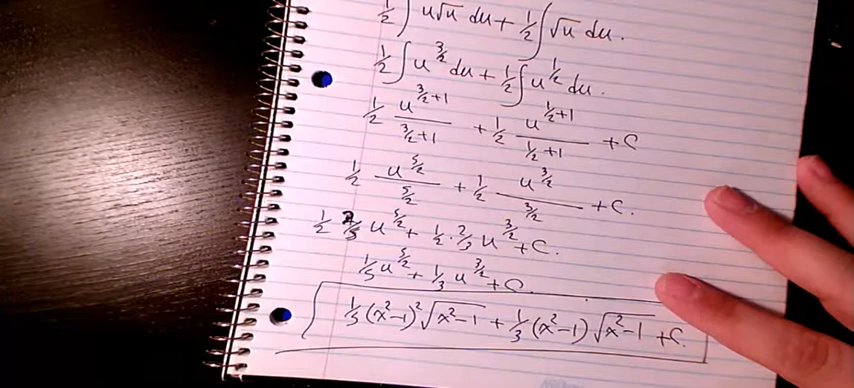 ½∫u√u du + ½∫√u du.
½∫u^{3/2} du + ½∫u^{1/2} du.
½ u^{3/2+1}/(3/2+1) + ½ u^{1/2+1}/(1/2+1) + C
½ u^{5/2}/(5/2) + ½ u^{3/2}/(3/2) + C.
½ 2/5 u^{5/2} + ½·2/3 u^{3/2} + C.
1/5 u^{5/2} + 1/3 u^{3/2} + C.
1/5 (x²-1)² √(x²-1) + 1/3 (x²-1) √(x²-1) + C.